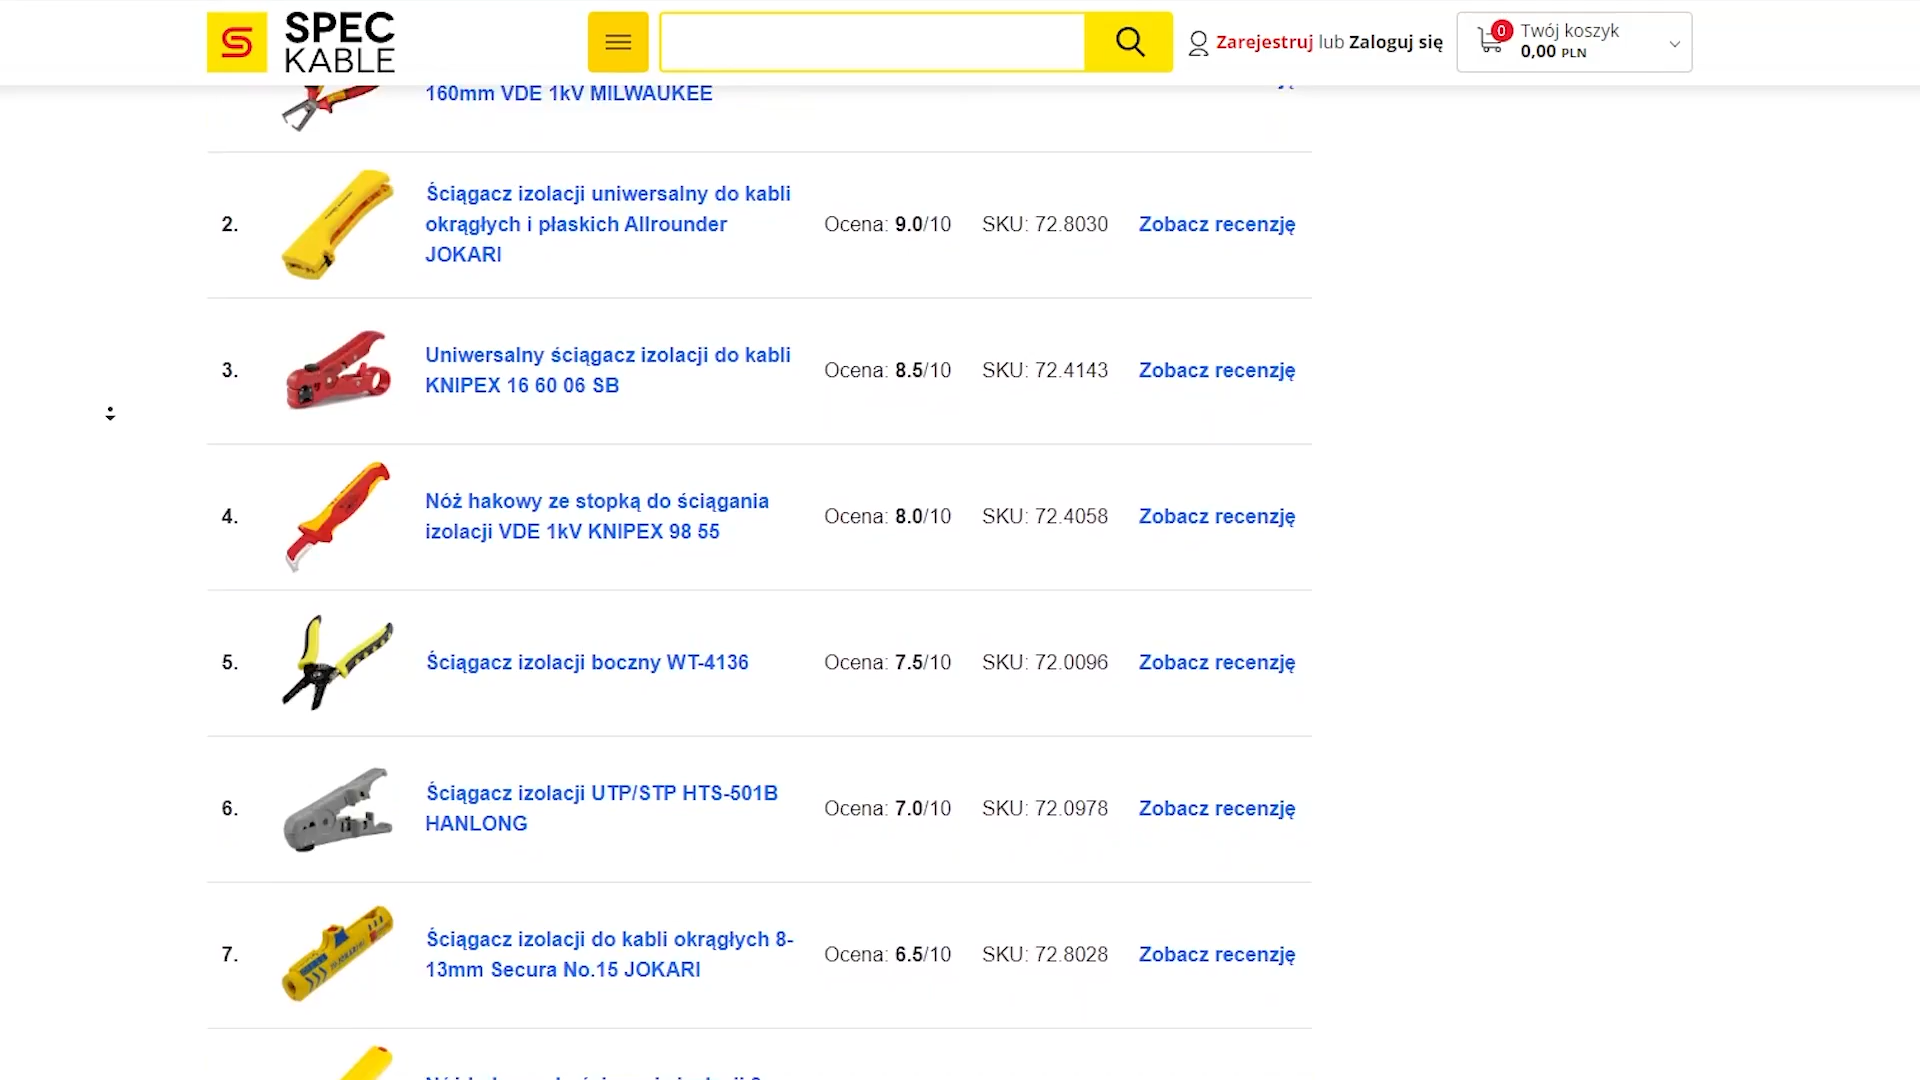 SPEC
KABLE
Zarejestruj lub Zaloguj się
0
Twój koszyk
0,00 PLN
160mm VDE 1kV MILWAUKEE
2.
Ściągacz izolacji uniwersalny do kabli
okrągłych i płaskich Allrounder
JOKARI
Ocena: 9.0/10
SKU: 72.8030
Zobacz recenzję
3.
Uniwersalny ściągacz izolacji do kabli
KNIPEX 16 60 06 SB
Ocena: 8.5/10
SKU: 72.4143
Zobacz recenzję
4.
Nóż hakowy ze stopką do ściągania
izolacji VDE 1kV KNIPEX 98 55
Ocena: 8.0/10
SKU: 72.4058
Zobacz recenzję
5.
Ściągacz izolacji boczny WT-4136
Ocena: 7.5/10
SKU: 72.0096
Zobacz recenzję
6.
Ściągacz izolacji UTP/STP HTS-501B
HANLONG
Ocena: 7.0/10
SKU: 72.0978
Zobacz recenzję
7.
Ściągacz izolacji do kabli okrągłych 8-
13mm Secura No.15 JOKARI
Ocena: 6.5/10
SKU: 72.8028
Zobacz recenzję